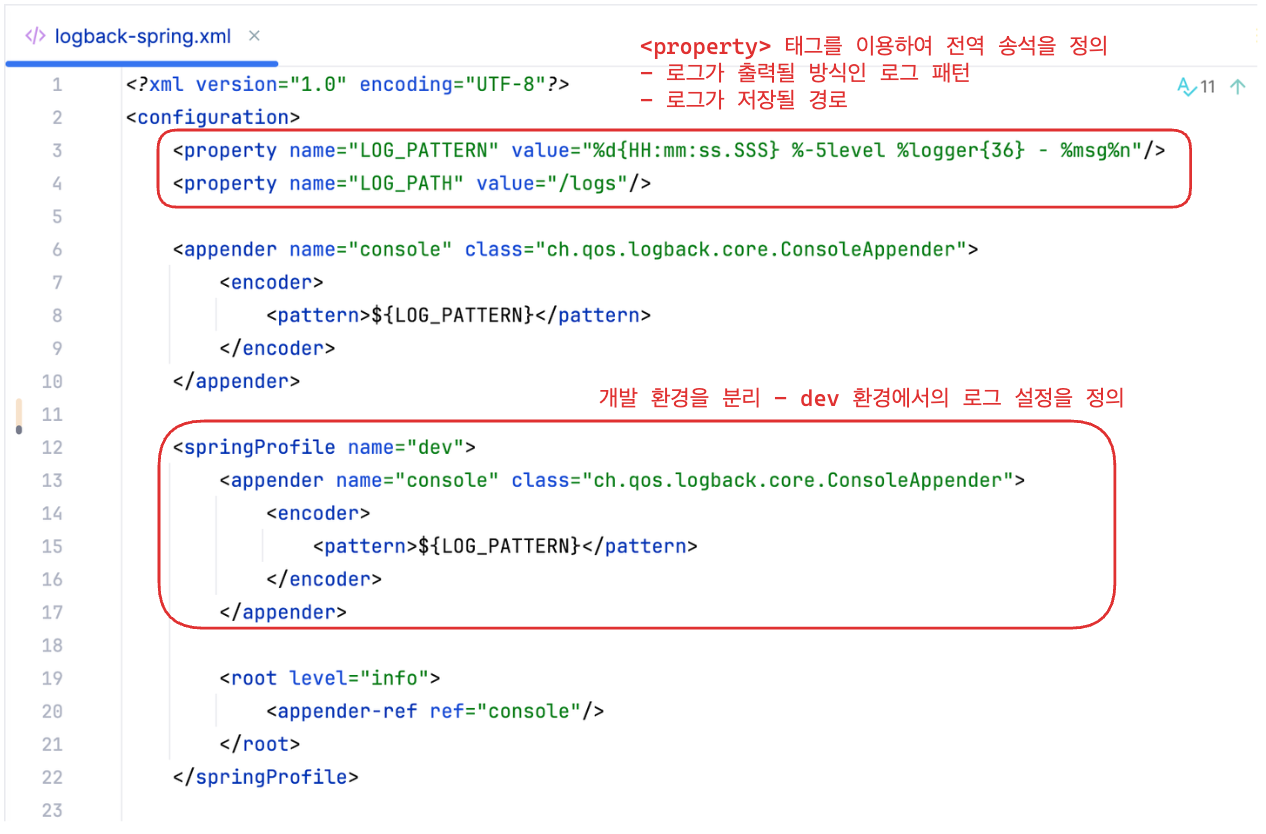 logback-spring.xml ×
<property> 태그를 이용하여 전역 송석을 정의
- 로그가 출력될 방식인 로그 패턴
- 로그가 저장될 경로
11
1 <?xml version="1.0" encoding="UTF-8"?>
2 <configuration>
3 <property name="LOG_PATTERN" value="%d{HH:mm:ss.SSS} %-5level %logger{36} - %msg%n"/>
4 <property name="LOG_PATH" value="/logs"/>
5
6 <appender name="console" class="ch.qos.logback.core.ConsoleAppender">
7 <encoder>
8 <pattern>${LOG_PATTERN}</pattern>
9 </encoder>
10 </appender>
개발 환경을 분리 - dev 환경에서의 로그 설정을 정의
11
12 <springProfile name="dev">
13 <appender name="console" class="ch.qos.logback.core.ConsoleAppender">
14 <encoder>
15 <pattern>${LOG_PATTERN}</pattern>
16 </encoder>
17 </appender>
18
19 <root level="info">
20 <appender-ref ref="console"/>
21 </root>
22 </springProfile>
23